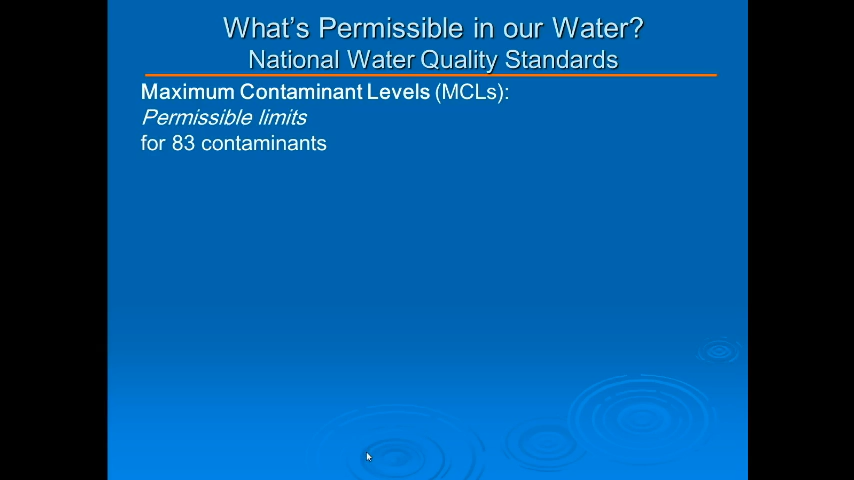 What's Permissible in our Water?
National Water Quality Standards
Maximum Contaminant Levels (MCLs):
Permissible limits
for 83 contaminants